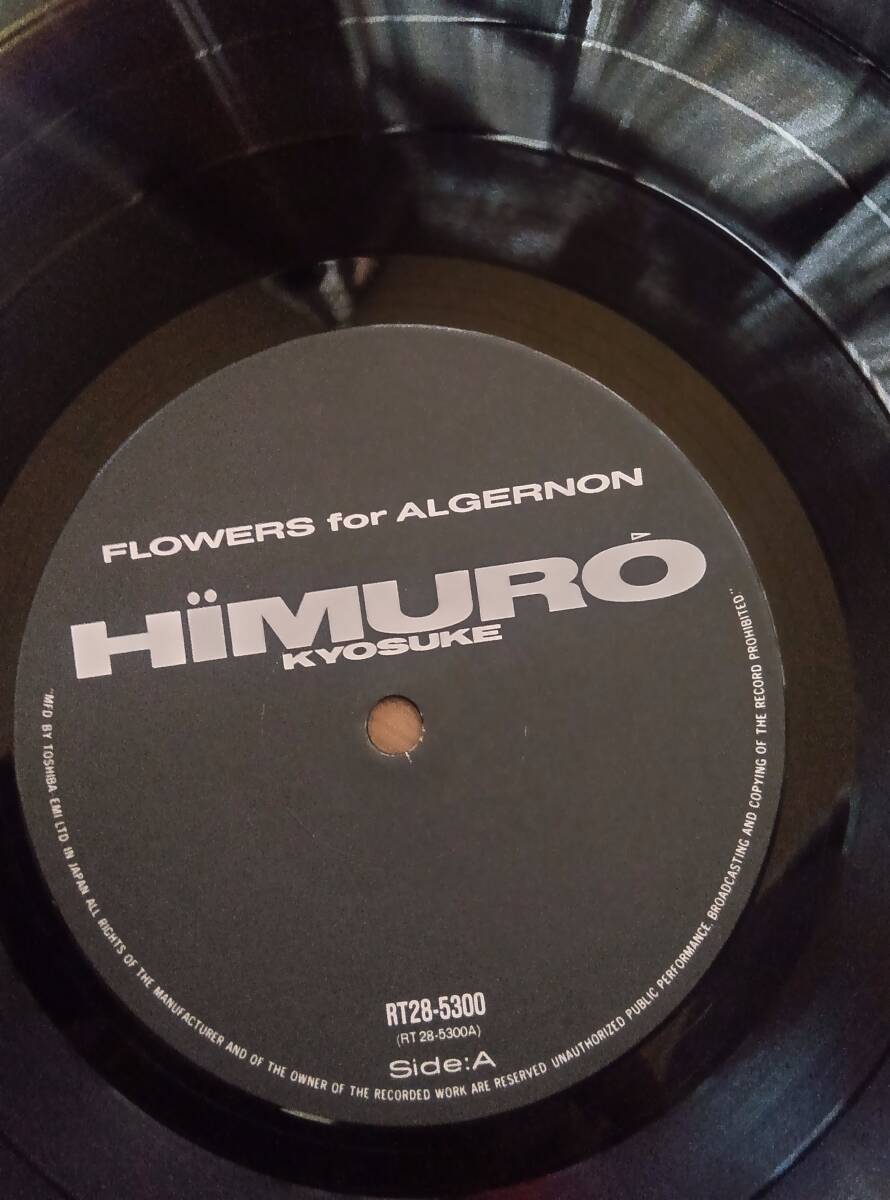 FLOWERS for ALGERNON
HÏMURÓ
KYOSUKE
RT28-5300
(RT28-5300A)
Side:A
"MFD BY TOSHIBA EMI LTD IN JAPAN ALL RIGHTS OF THE MANUFACTURER AND OF THE OWNER OF THE RECORDED WORK ARE RESERVED. UNAUTHORIZED PUBLIC PERFORMANCE, BROADCASTING AND COPYING OF THE RECORD PROHIBITED."